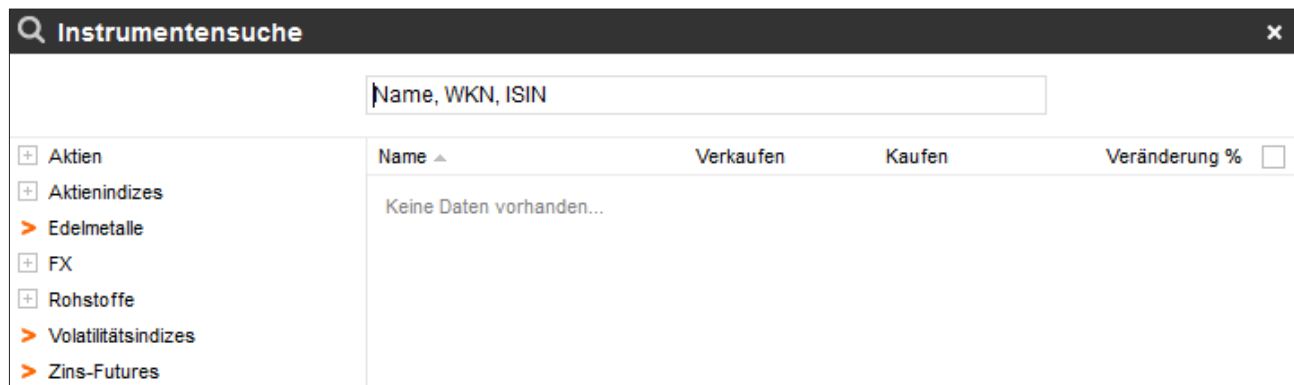 Instrumentensuche
Name, WKN, ISIN
Aktien
Aktienindizes
Edelmetalle
FX
Rohstoffe
Volatilitätsindizes
Zins-Futures
Name Verkaufen Kaufen Veränderung %
Keine Daten vorhanden...